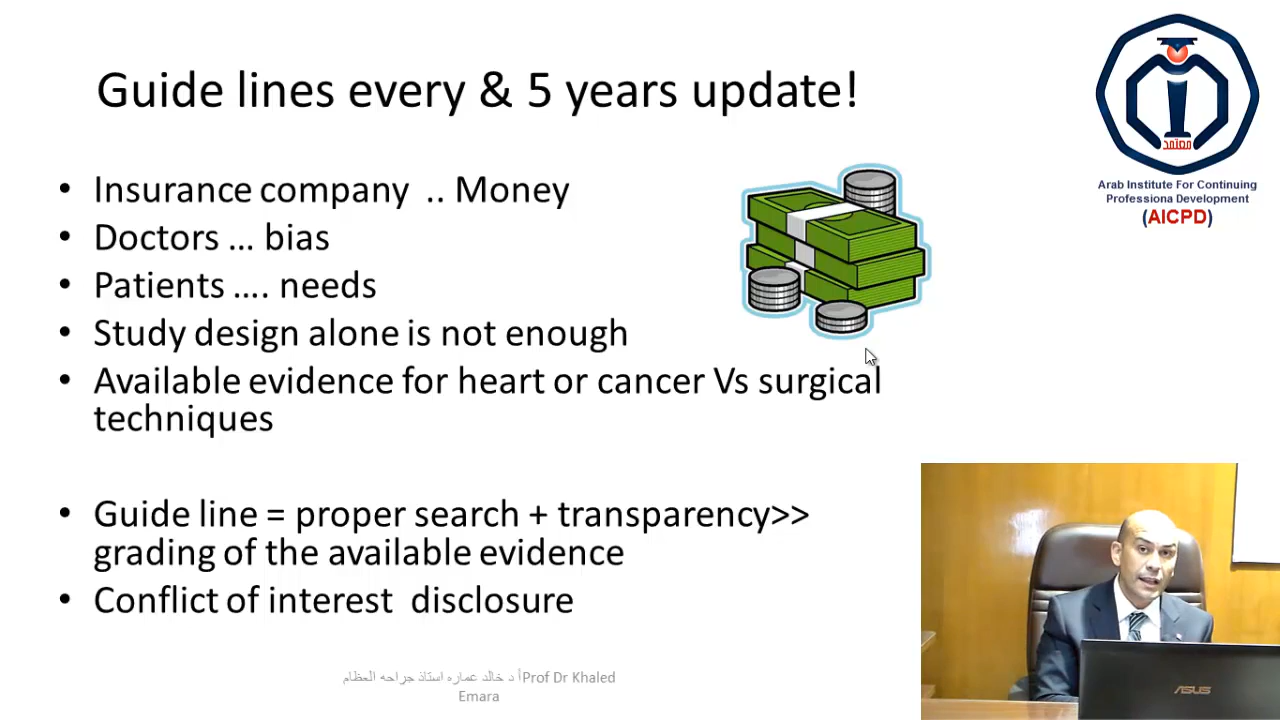 Guide lines every & 5 years update!
• Insurance company .. Money
• Doctors ... bias
• Patients .... needs
• Study design alone is not enough
• Available evidence for heart or cancer Vs surgical
techniques
• Guide line = proper search + transparency>>
grading of the available evidence
• Conflict of interest disclosure
أ د خالد عماره استاذ جراحه العظام Prof Dr Khaled
Emara
معتمد
Arab Institute For Continuing
Professiona Development
(AICPD)
ASUS